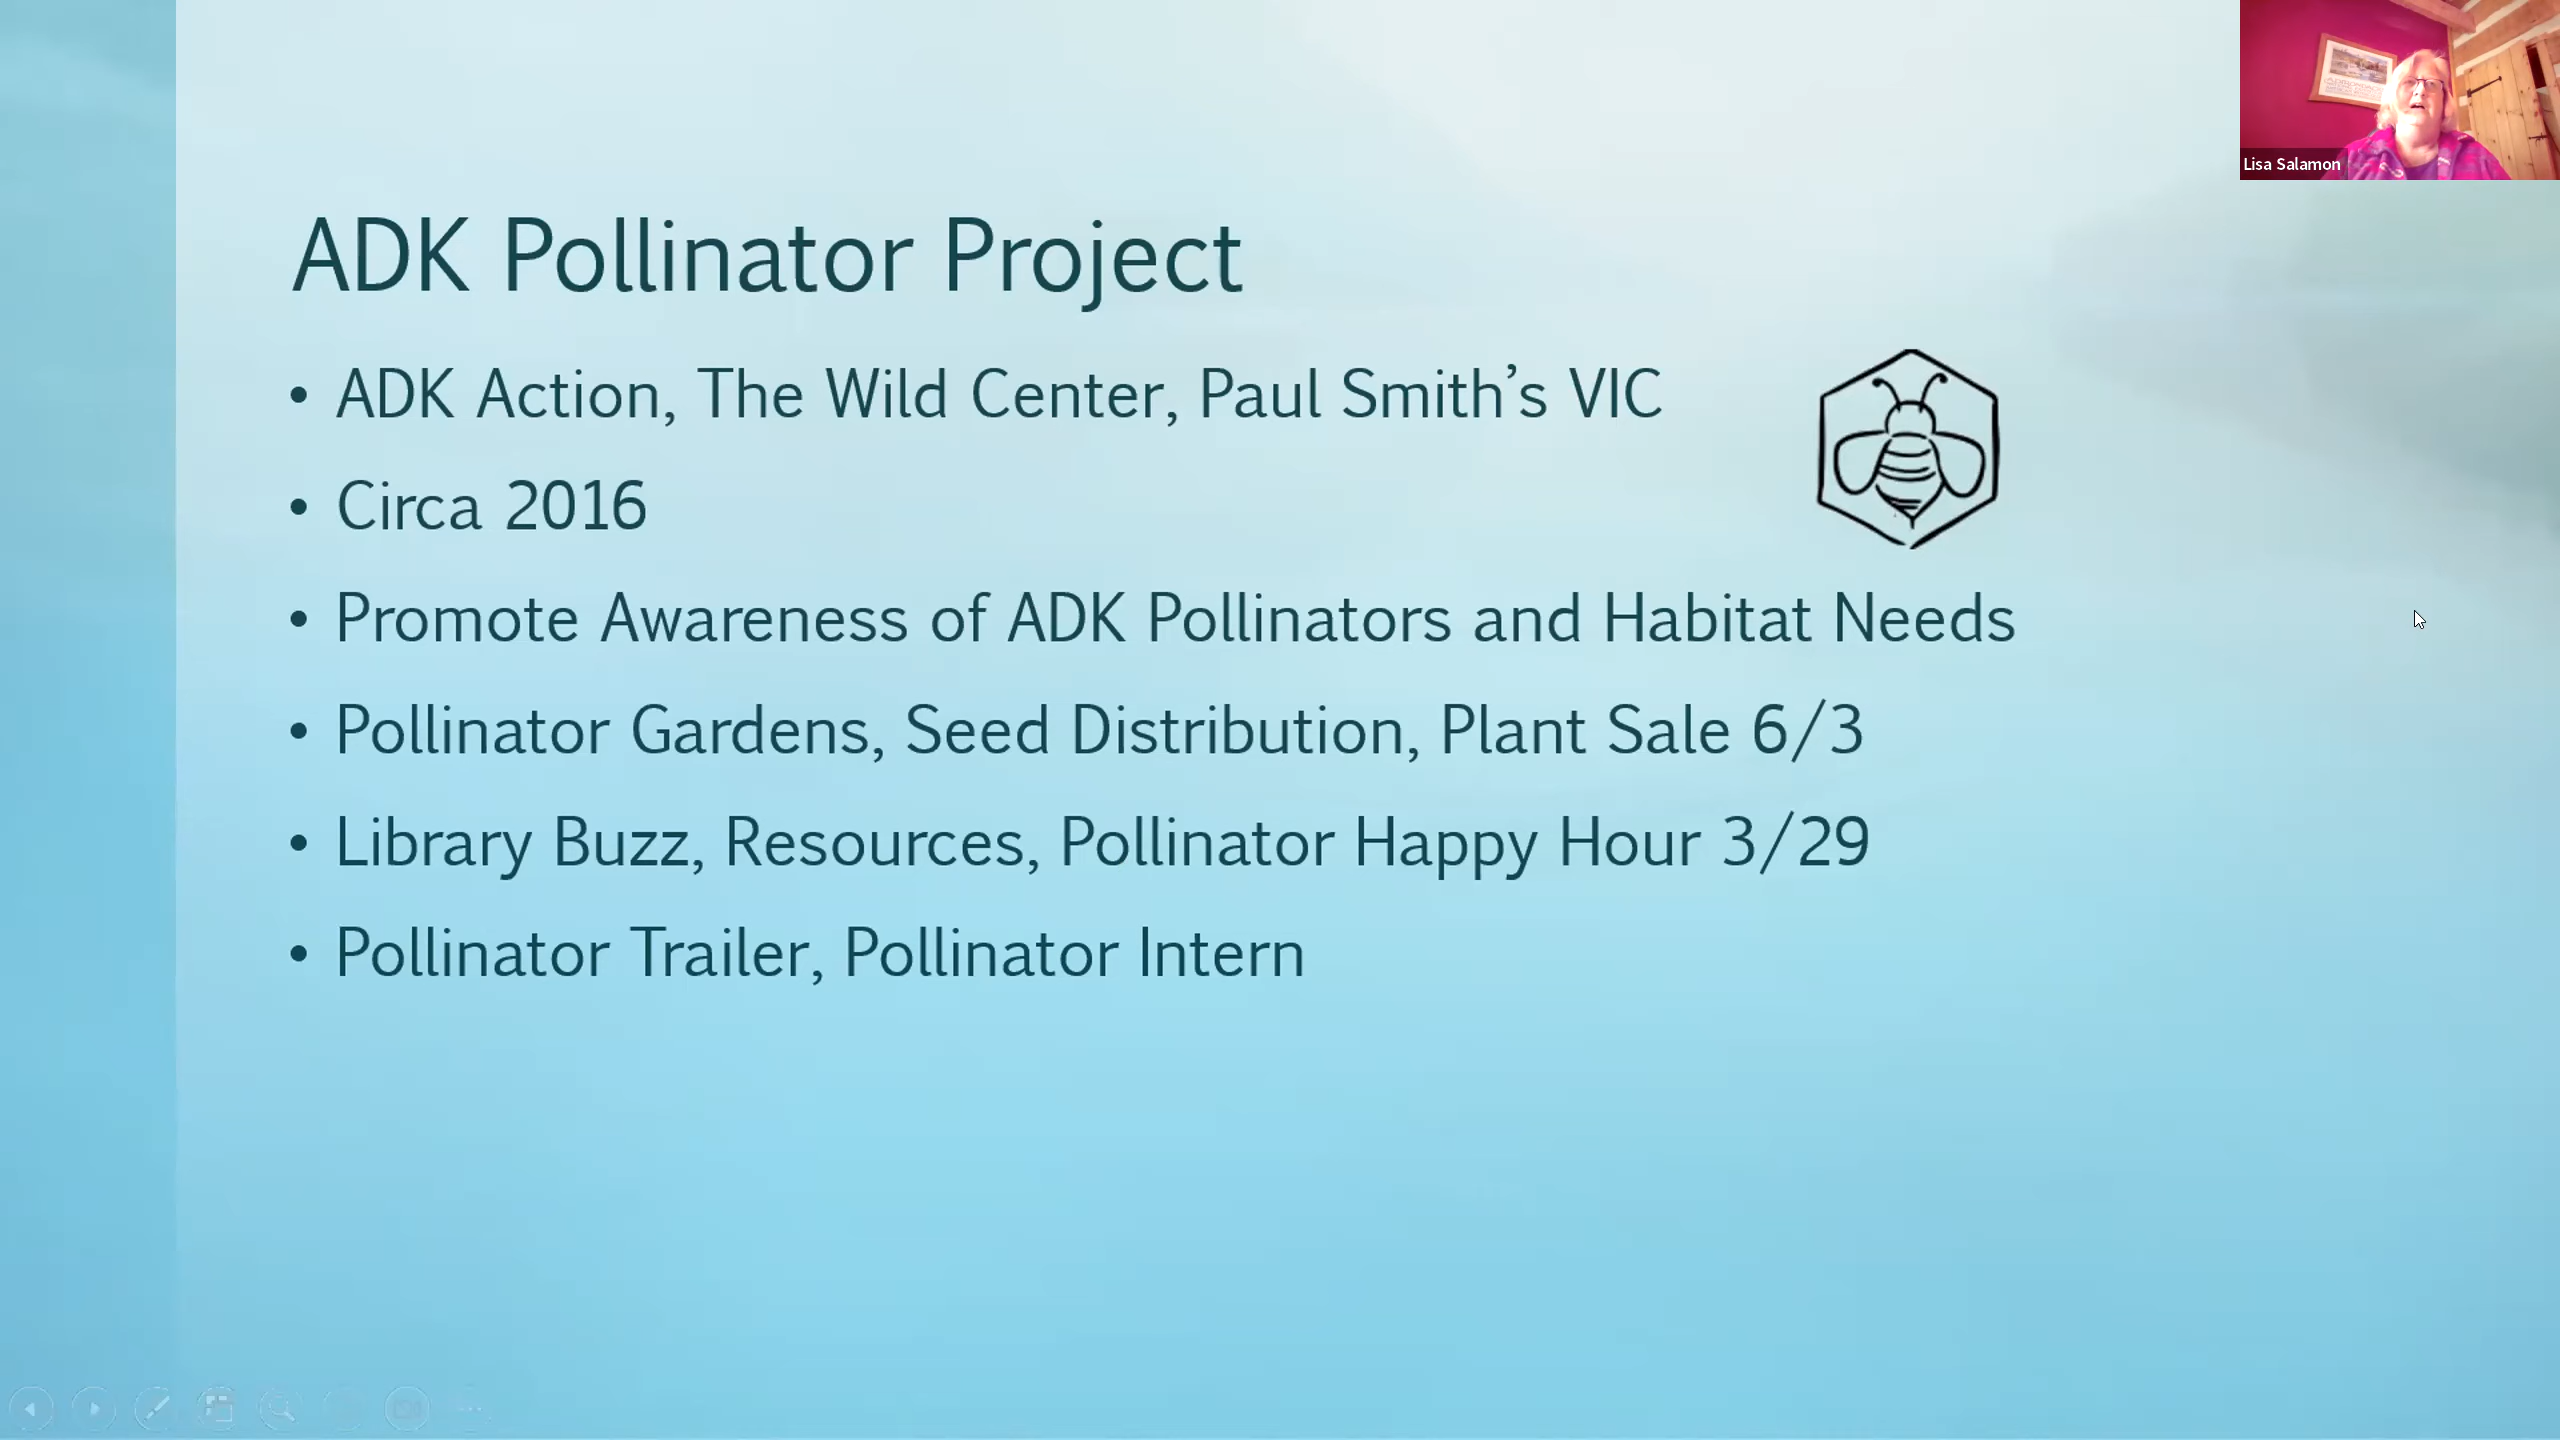 Lisa Salamon
ADK Pollinator Project
• ADK Action, The Wild Center, Paul Smith’s VIC
• Circa 2016
• Promote Awareness of ADK Pollinators and Habitat Needs
• Pollinator Gardens, Seed Distribution, Plant Sale 6/3
• Library Buzz, Resources, Pollinator Happy Hour 3/29
• Pollinator Trailer, Pollinator Intern